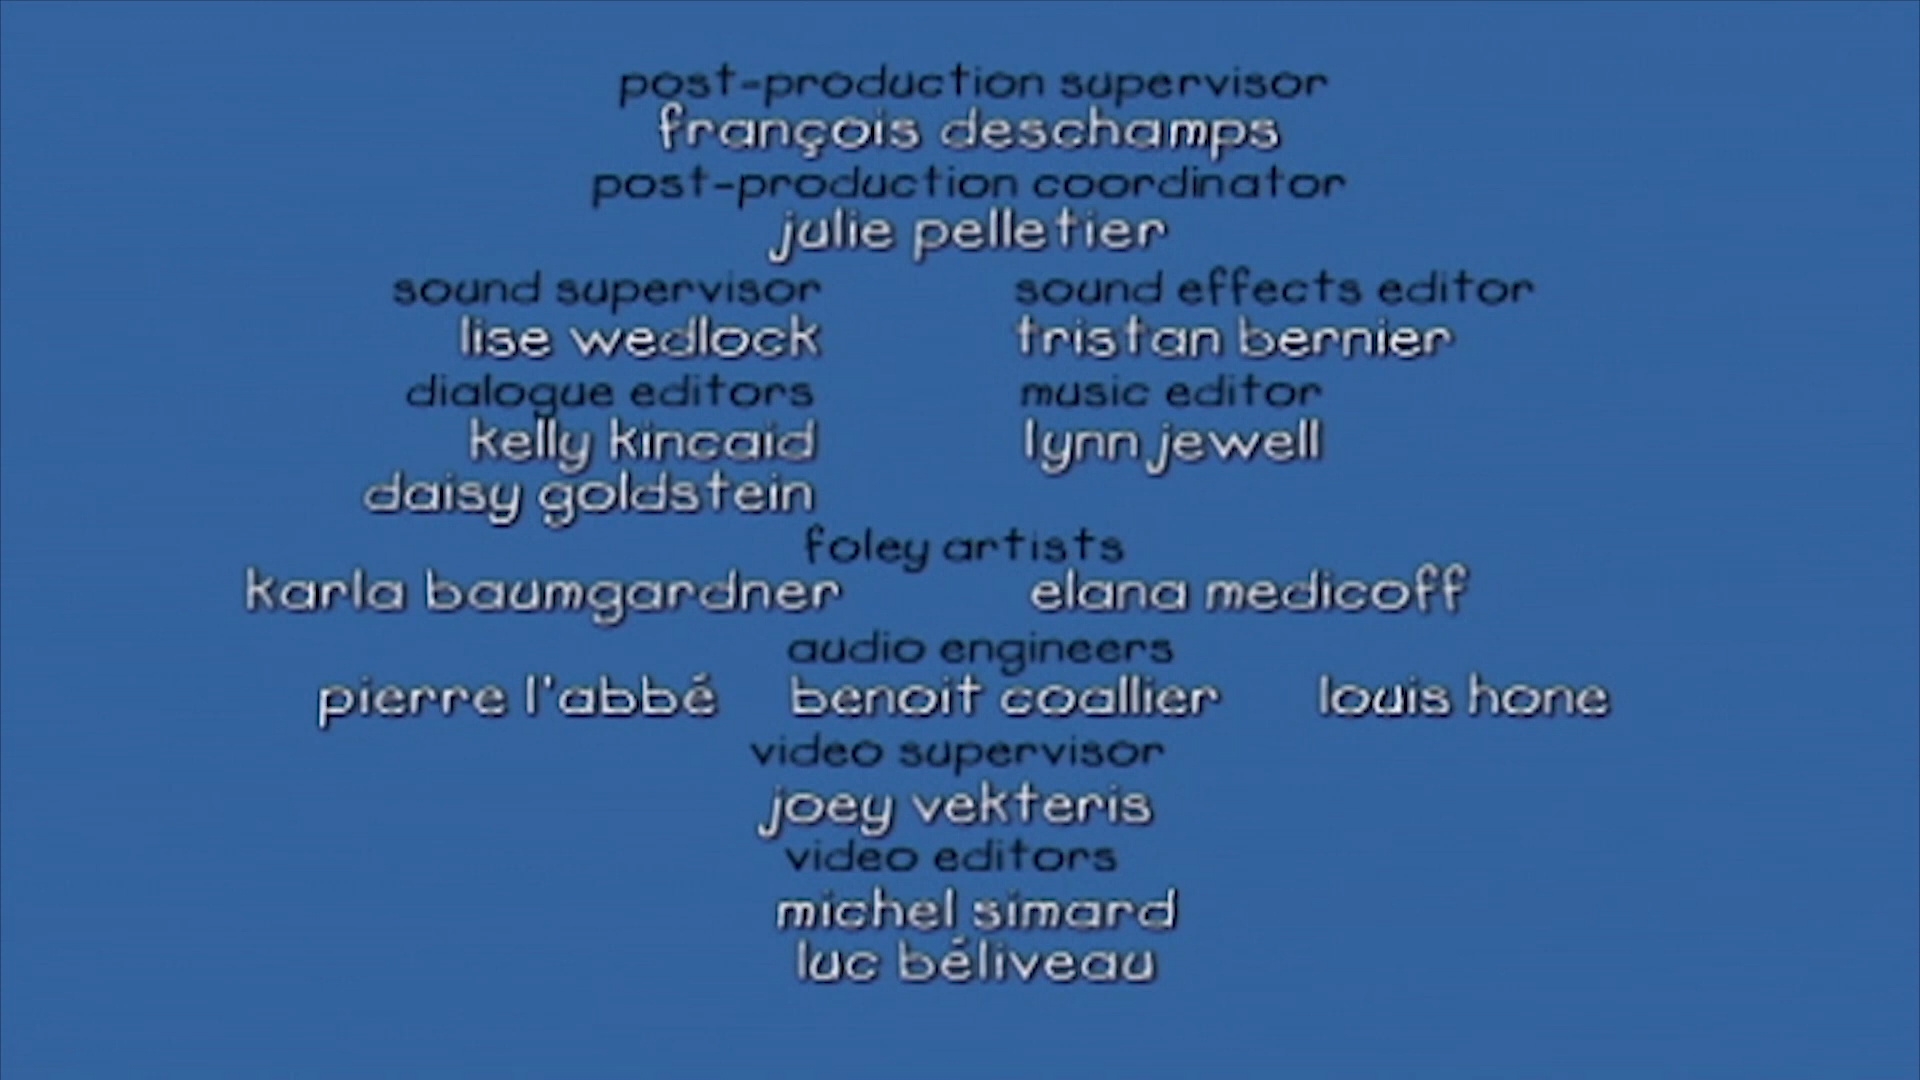 post-production supervisor
françois deschamps
post-production coordinator
julie pelletier
sound supervisor sound effects editor
lise wedlock tristan bernier
dialogue editors music editor
kelly kincaid lynn jewell
daisy goldstein
foley artists
karla baumgardner elana medicoff
audio engineers
pierre l'abbé benoit coallier louis hone
video supervisor
joey vekteris
video editors
michel simard
luc béliveau